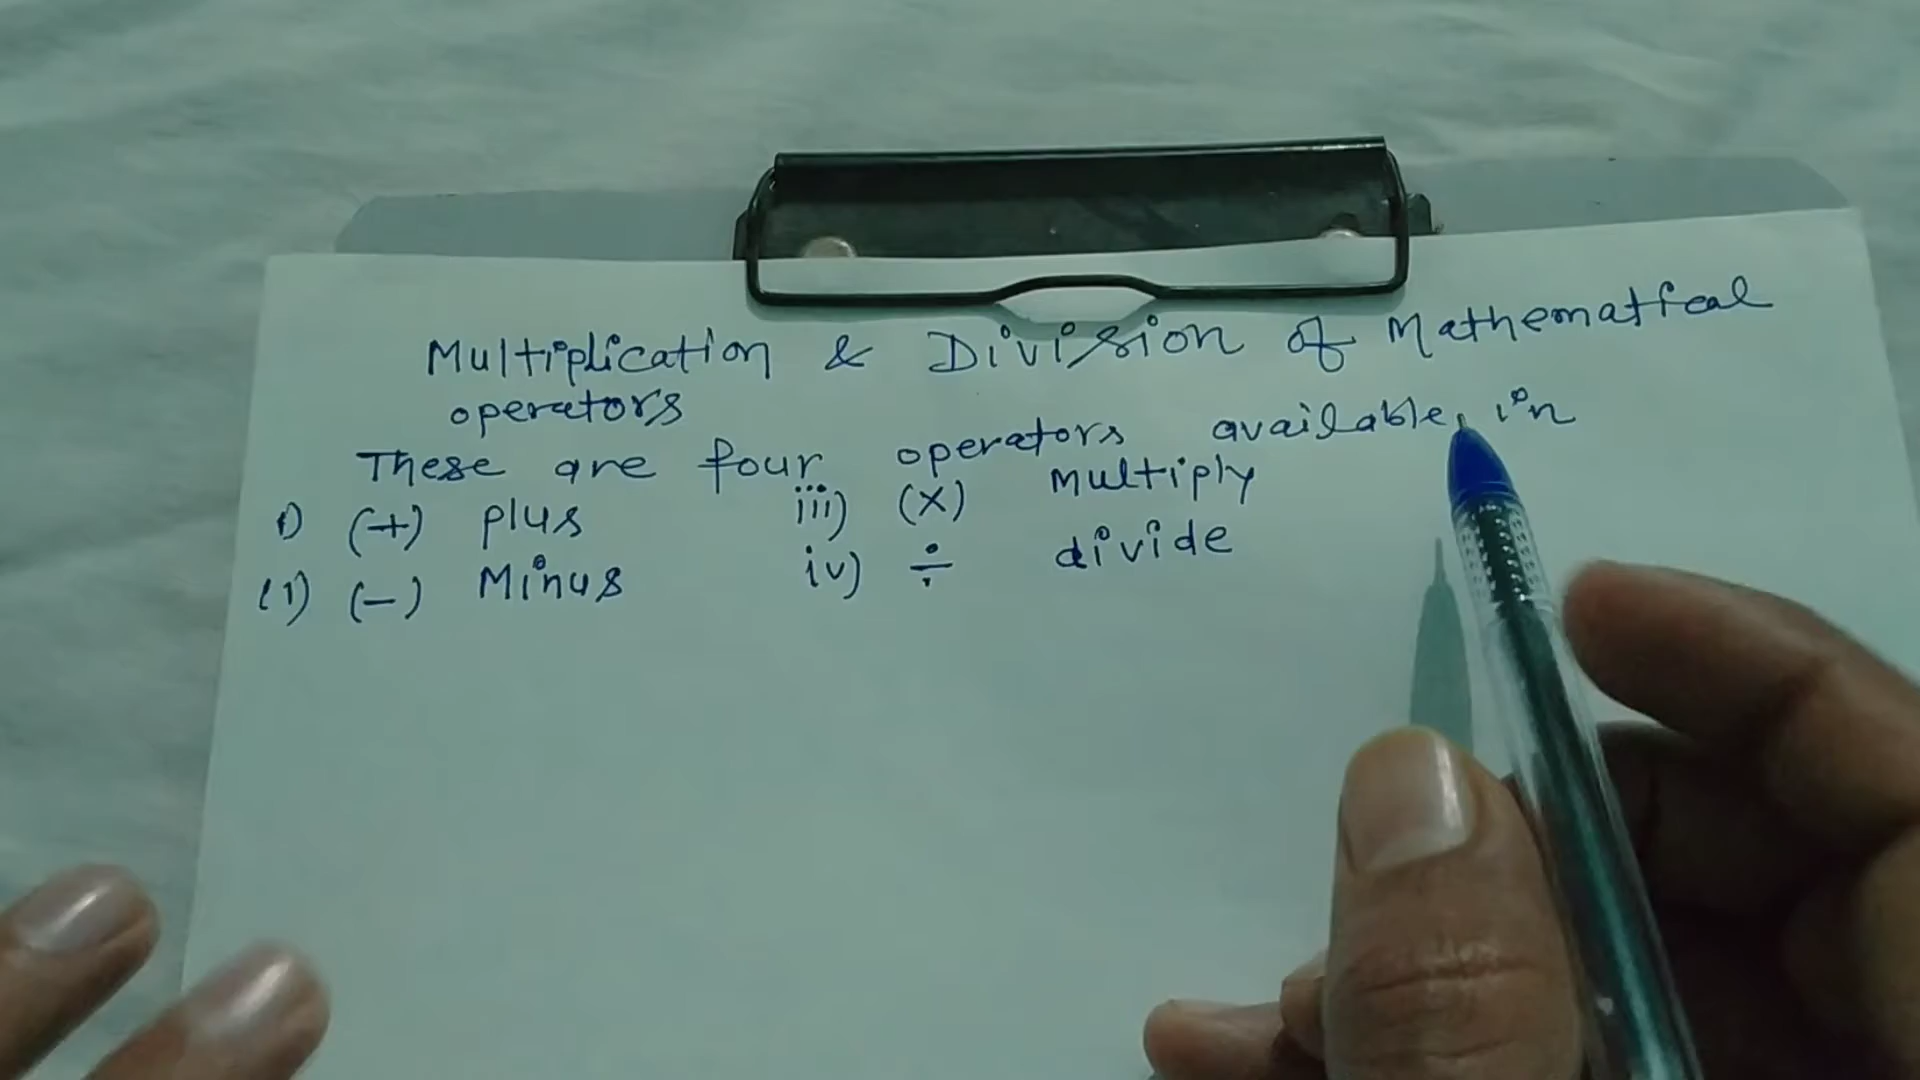 Multiplication & Division of Mathematical
operators
These are four operators available in
i) (+) plus iii) (x) multiply
(ii) (-) Minus iv) ÷ divide